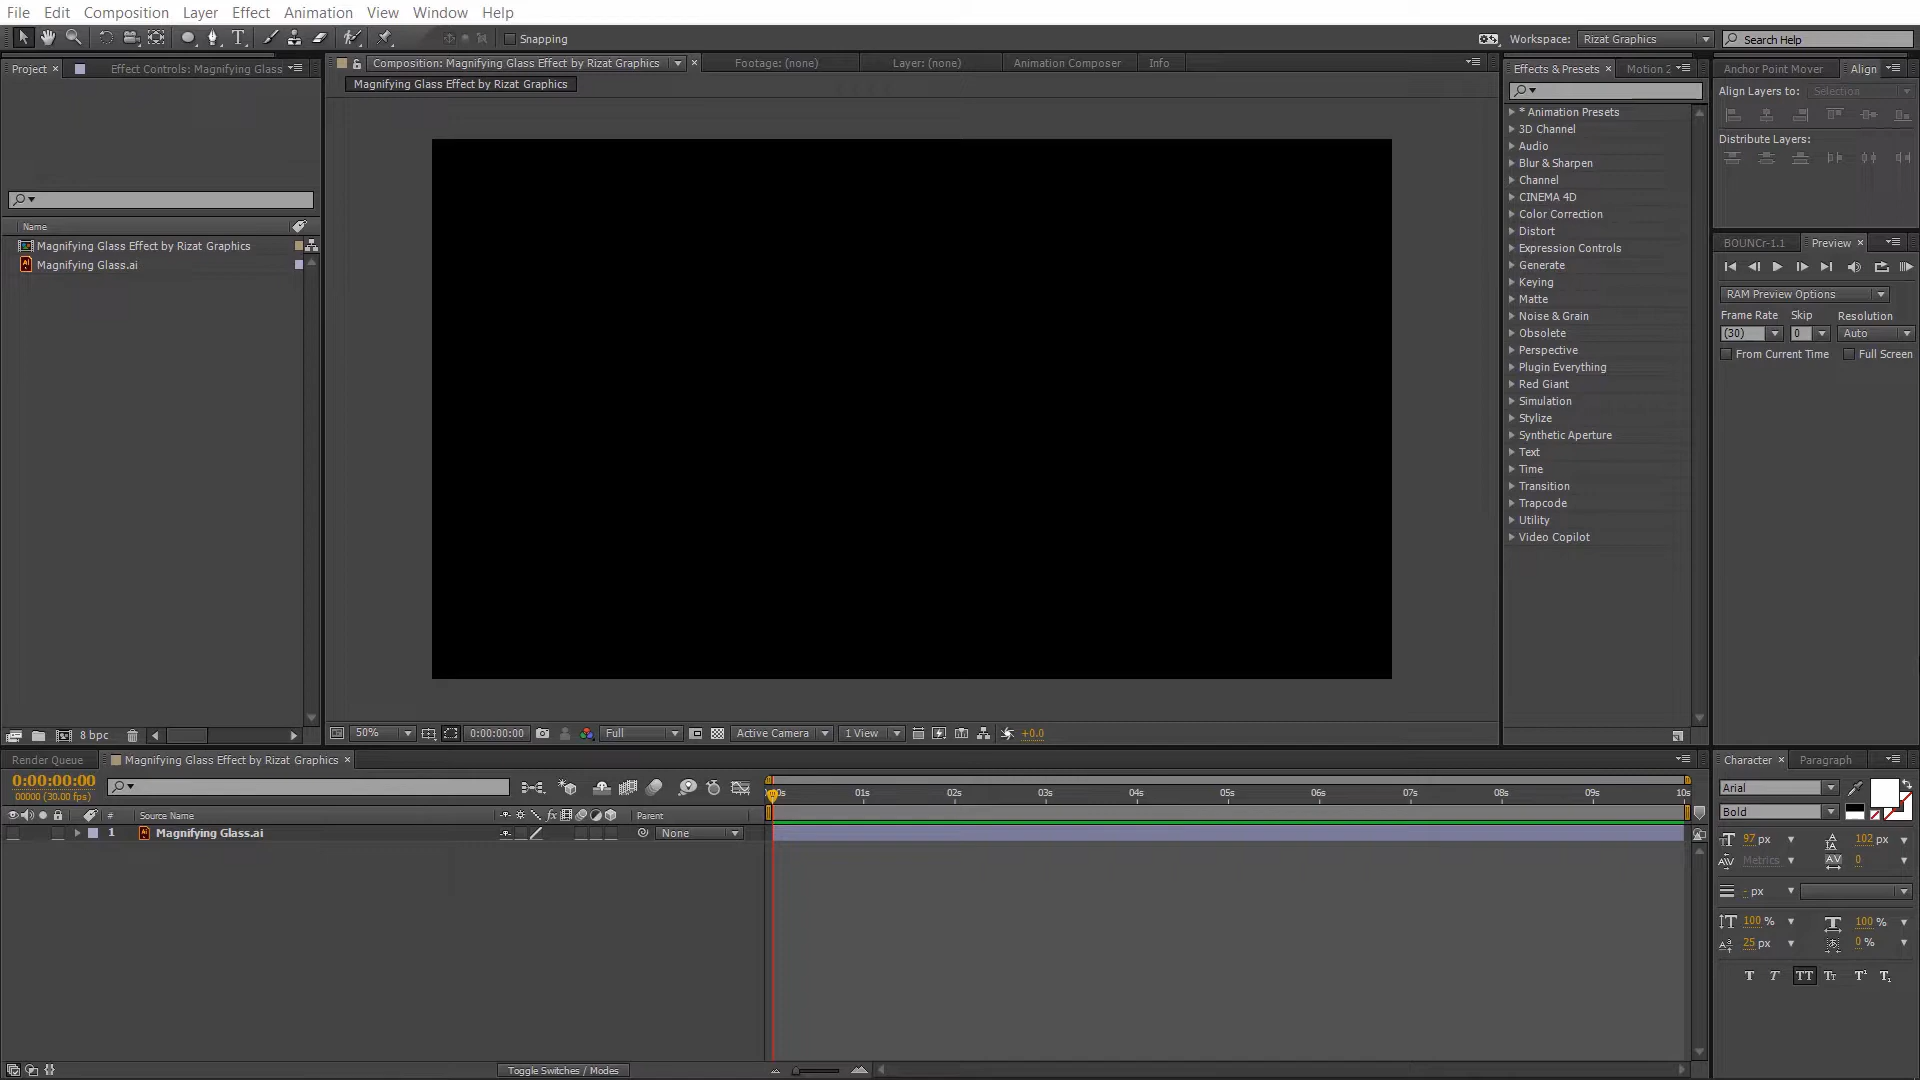 File Edit Composition Layer Effect Animation View Window Help
Snapping
Workspace: Rizat Graphics
Search Help
Project
Effect Controls: Magnifying Glass
Composition: Magnifying Glass Effect by Rizat Graphics
Footage: (none)
Layer: (none)
Animation Composer
Info
Effects & Presets
Motion 2
Anchor Point Mover
Align
Magnifying Glass Effect by Rizat Graphics
Align Layers to: Selection
Distribute Layers:
* Animation Presets
3D Channel
Audio
Blur & Sharpen
Channel
CINEMA 4D
Color Correction
Distort
Expression Controls
Generate
Keying
Matte
Noise & Grain
Obsolete
Perspective
Plugin Everything
Red Giant
Simulation
Stylize
Synthetic Aperture
Text
Time
Transition
Trapcode
Utility
Video Copilot
Name
Magnifying Glass Effect by Rizat Graphics
Magnifying Glass.ai
BOUNCr-1.1
Preview
RAM Preview Options
Frame Rate Skip Resolution
(30) 0 Auto
From Current Time Full Screen
8 bpc
50% 0:00:00:00 Full Active Camera 1 View +0.0
Render Queue
Magnifying Glass Effect by Rizat Graphics
0:00:00:00
00000 (30.00 fps)
# Source Name Parent
1 Magnifying Glass.ai None
01s 02s 03s 04s 05s 06s 07s 08s 09s 10s
Toggle Switches / Modes
Character
Paragraph
Arial
Bold
97 px 102 px
Metrics 0
- px
100 % 100 %
25 px 0 %
T T TT Tt T¹ T₁